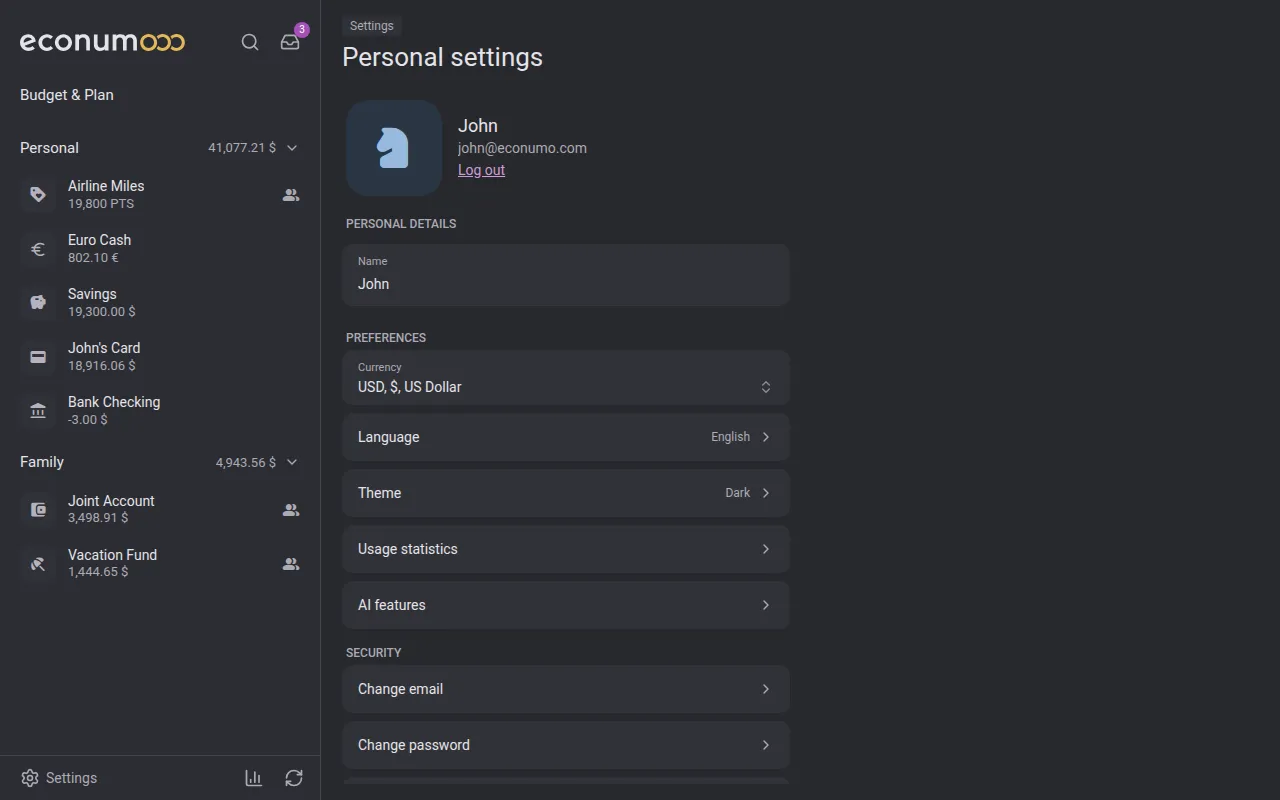 econumo
3
Budget & Plan
Personal 41,077.21 $
Airline Miles
19,800 PTS
Euro Cash
802.10 €
Savings
19,300.00 $
John's Card
18,916.06 $
Bank Checking
-3.00 $
Family 4,943.56 $
Joint Account
3,498.91 $
Vacation Fund
1,444.65 $
Settings
Settings
Personal settings
John
john@econumo.com
Log out
PERSONAL DETAILS
Name
John
PREFERENCES
Currency
USD, $, US Dollar
Language English
Theme Dark
Usage statistics
AI features
SECURITY
Change email
Change password